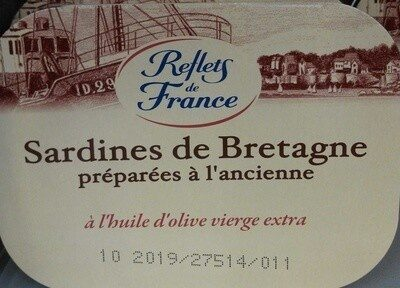 ID 29
Reflets
de
France
Sardines de Bretagne
préparées à l'ancienne
à l'huile d'olive vierge extra
10 2019/27514/011